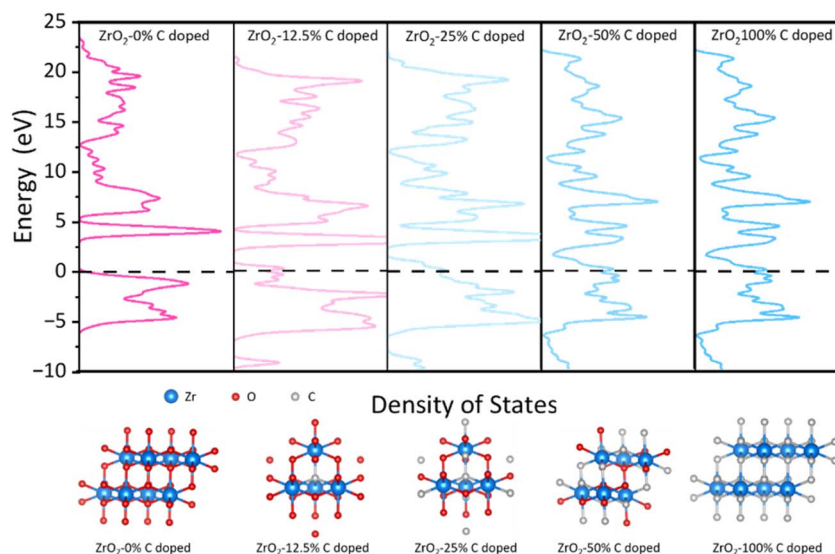 ZrO₂-0% C doped
ZrO₂-12.5% C doped
ZrO₂-25% C doped
ZrO₂-50% C doped
ZrO₂100% C doped
Energy (eV)
25
20
15
10
5
0
−5
−10
Zr
O
C
Density of States
ZrO₂-0% C doped
ZrO₂-12.5% C doped
ZrO₂-25% C doped
ZrO₂-50% C doped
ZrO₂-100% C doped